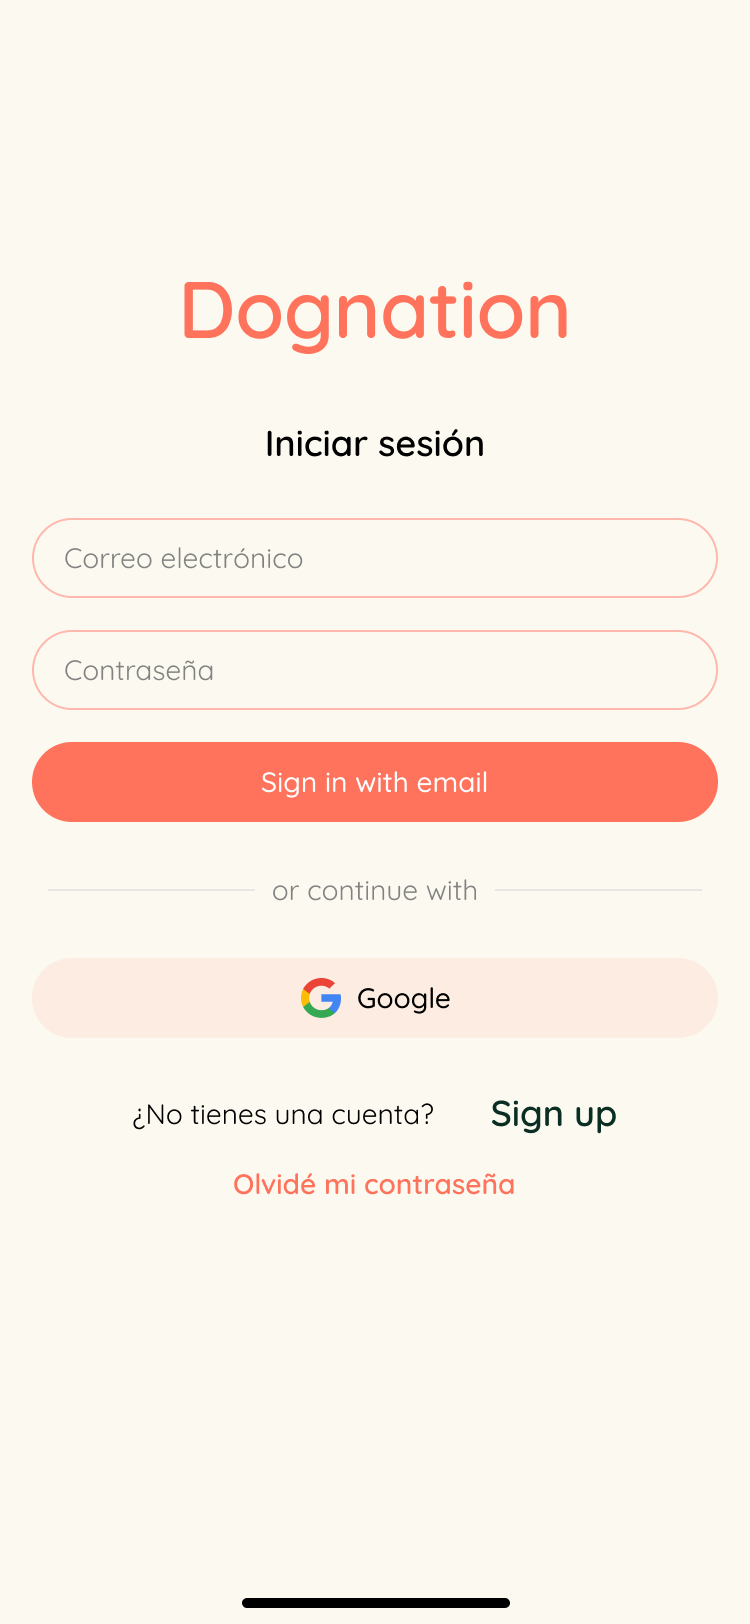 Dognation
Iniciar sesión
Correo electrónico
Contraseña
Sign in with email
or continue with
Google
¿No tienes una cuenta? Sign up
Olvidé mi contraseña